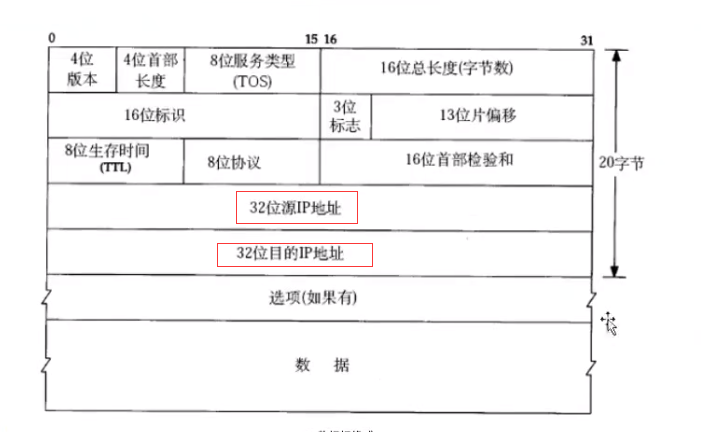 0 15 16 31
4位版本 4位首部长度 8位服务类型(TOS) 16位总长度(字节数)
16位标识 3位标志 13位片偏移
8位生存时间(TTL) 8位协议 16位首部检验和
20字节
32位源IP地址
32位目的IP地址
选项(如果有)
数 据